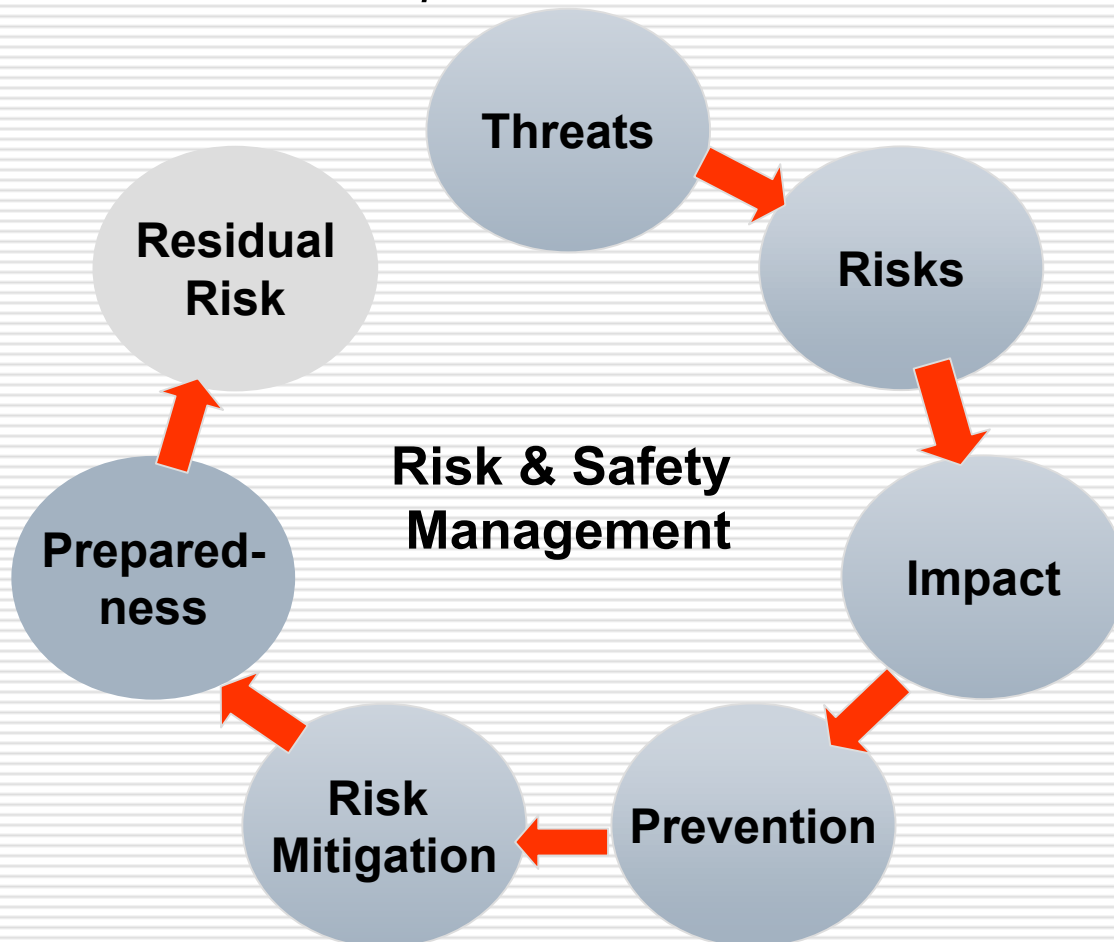 Threats
Risks
Impact
Prevention
Risk
Mitigation
Prepared-
ness
Residual
Risk
Risk & Safety
Management